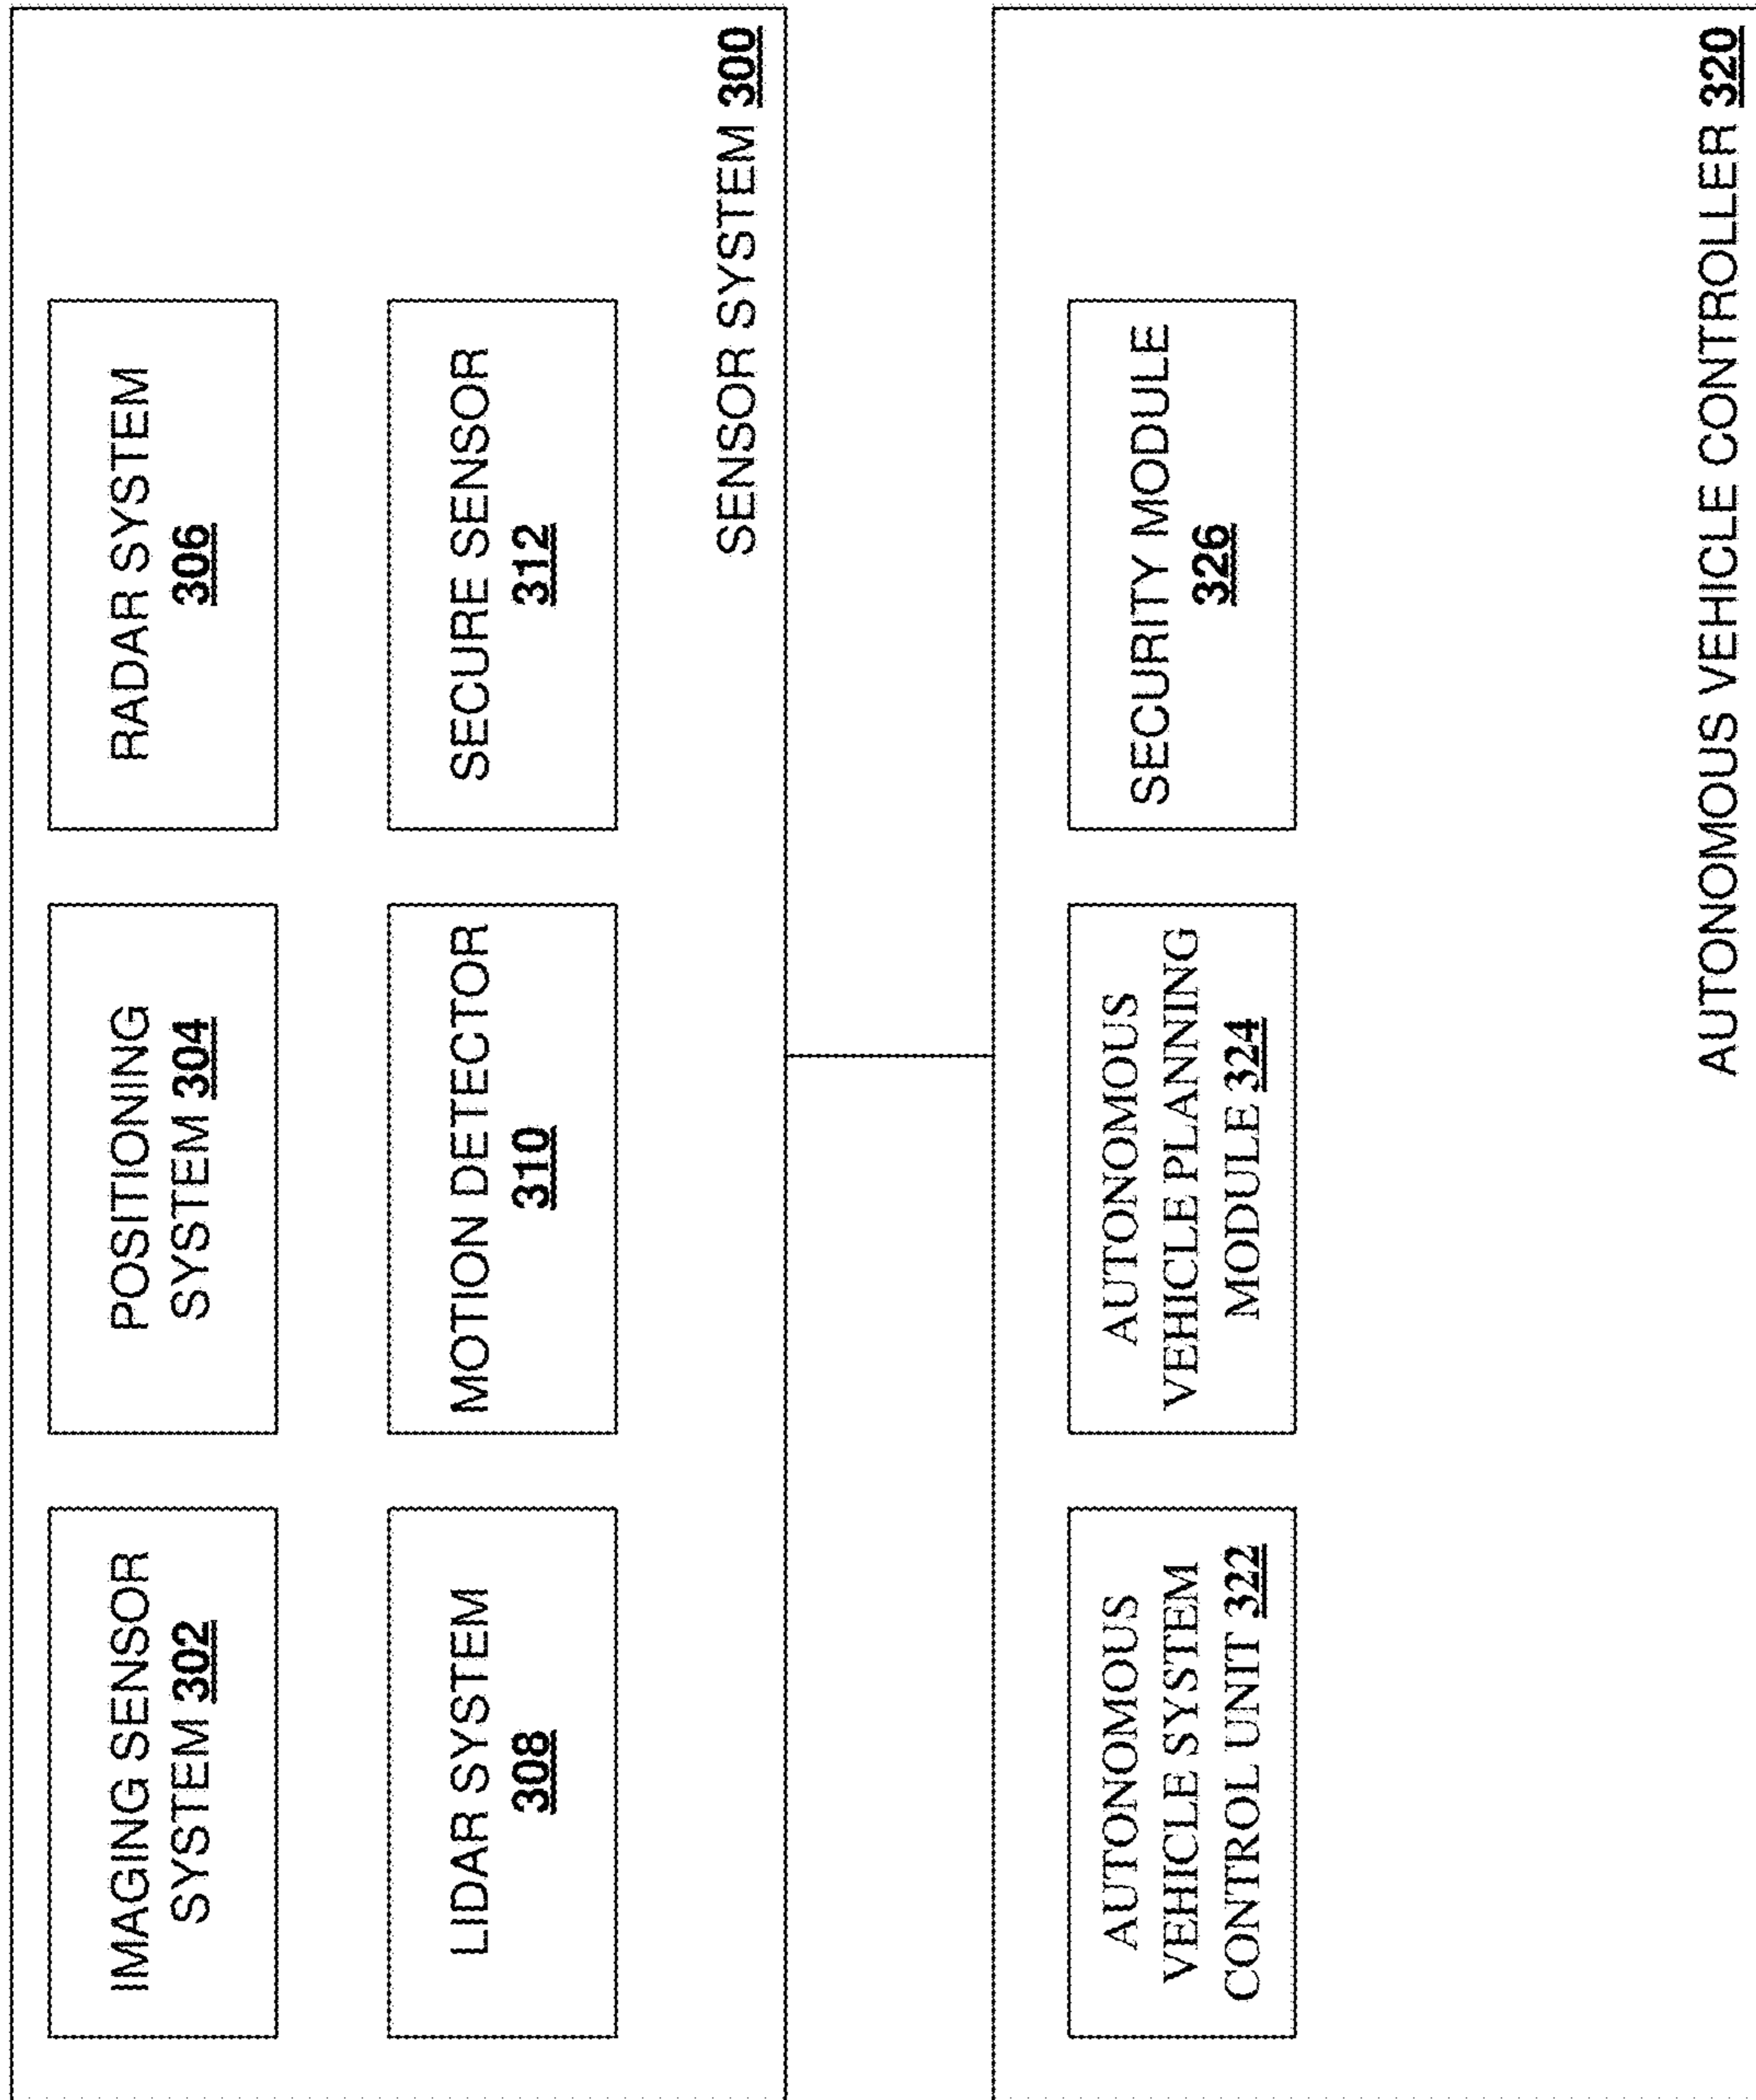 IMAGING SENSOR
SYSTEM 302
POSITIONING
SYSTEM 304
RADAR SYSTEM
306
LIDAR SYSTEM
308
MOTION DETECTOR
310
SECURE SENSOR
312
SENSOR SYSTEM 300
AUTONOMOUS
VEHICLE SYSTEM
CONTROL UNIT 322
AUTONOMOUS
VEHICLE PLANNING
MODULE 324
SECURITY MODULE
326
AUTONOMOUS VEHICLE CONTROLLER 320